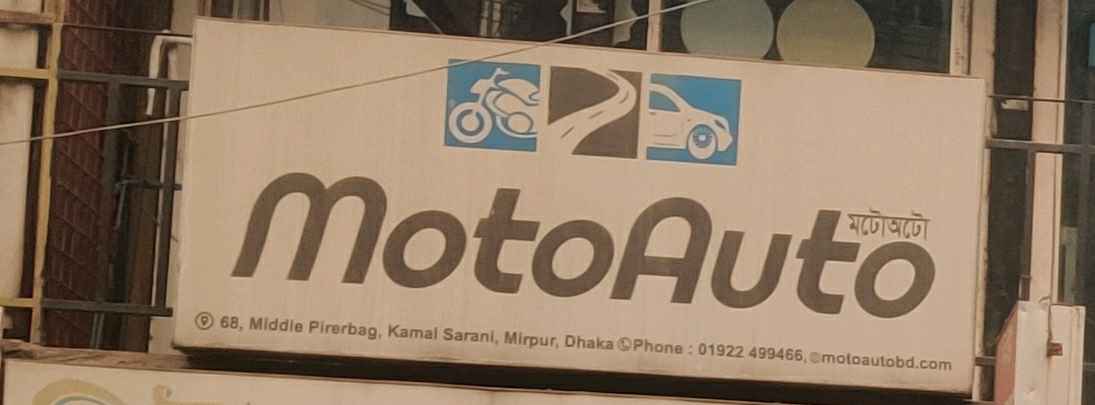 MotoAuto
মটোঅটো
68, Middle Pirerbag, Kamal Sarani, Mirpur, Dhaka Phone : 01922 499466, motoautobd.com